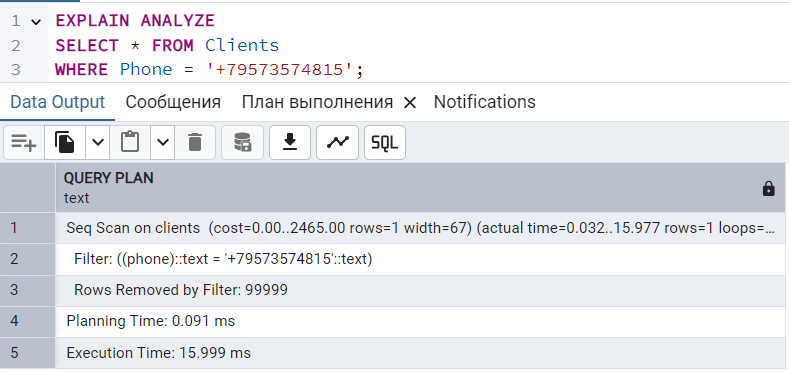 1 EXPLAIN ANALYZE
2 SELECT * FROM Clients
3 WHERE Phone = '+79573574815';
Data Output Сообщения План выполнения Notifications
SQL
QUERY PLAN
text
1 Seq Scan on clients (cost=0.00..2465.00 rows=1 width=67) (actual time=0.032..15.977 rows=1 loops=...
2 Filter: ((phone)::text = '+79573574815'::text)
3 Rows Removed by Filter: 99999
4 Planning Time: 0.091 ms
5 Execution Time: 15.999 ms